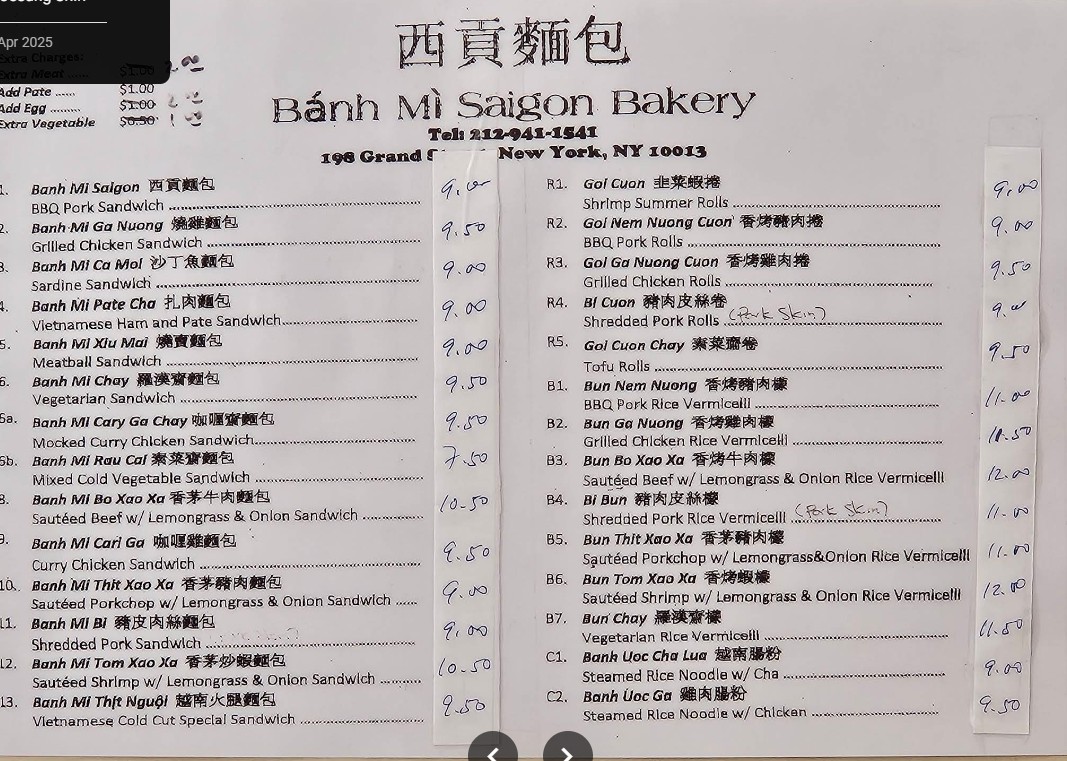 Apr 2025
西貢麵包
Bánh Mì Saigon Bakery
Tel: 212-941-1541
198 Grand New York, NY 10013
Extra Charges:
Extra Meat ...... $1.00 2.00
Add Pate ...... $1.00
Add Egg ......... $1.00
Extra Vegetable $0.50
1. Banh Mi Saigon 西貢麵包
BBQ Pork Sandwich 9.00
2. Banh Mi Ga Nuong 燒雞麵包
Grilled Chicken Sandwich 9.50
3. Banh Mi Ca Moi 沙丁魚麵包
Sardine Sandwich 9.00
4. Banh Mi Pate Cha 扎肉麵包
Vietnamese Ham and Pate Sandwich 9.00
5. Banh Mi Xiu Mai 燒賣麵包
Meatball Sandwich 9.00
6. Banh Mi Chay 羅漢齋麵包
Vegetarian Sandwich 9.50
6a. Banh Mi Cary Ga Chay 咖喱齋麵包
Mocked Curry Chicken Sandwich 9.50
6b. Banh Mi Rau Cai 素菜齋麵包
Mixed Cold Vegetable Sandwich 7.50
8. Banh Mi Bo Xao Xa 香茅牛肉麵包
Sautéed Beef w/ Lemongrass & Onion Sandwich 10.50
9. Banh Mi Cari Ga 咖喱雞麵包
Curry Chicken Sandwich 9.50
10. Banh Mi Thit Xao Xa 香茅豬肉麵包
Sautéed Porkchop w/ Lemongrass & Onion Sandwich 9.00
11. Banh Mi Bi 豬皮肉絲麵包
Shredded Pork Sandwich 9.00
12. Banh Mi Tom Xao Xa 香茅炒蝦麵包
Sautéed Shrimp w/ Lemongrass & Onion Sandwich 10.50
13. Banh Mi Thịt Nguội 越南火腿麵包
Vietnamese Cold Cut Special Sandwich 9.50
R1. Goi Cuon 韭菜蝦捲
Shrimp Summer Rolls 9.00
R2. Goi Nem Nuong Cuon 香烤豬肉捲
BBQ Pork Rolls 9.00
R3. Goi Ga Nuong Cuon 香烤雞肉捲
Grilled Chicken Rolls 9.50
R4. Bi Cuon 豬肉皮絲卷
Shredded Pork Rolls (Pork Skin) 9.00
R5. Goi Cuon Chay 素菜齋卷
Tofu Rolls 9.50
B1. Bun Nem Nuong 香烤豬肉檬
BBQ Pork Rice Vermicelli 11.00
B2. Bun Ga Nuong 香烤雞肉檬
Grilled Chicken Rice Vermicelli 11.50
B3. Bun Bo Xao Xa 香烤牛肉檬
Sautéed Beef w/ Lemongrass & Onion Rice Vermicelli 12.00
B4. Bi Bun 豬肉皮絲檬
Shredded Pork Rice Vermicelli (Pork Skin) 11.00
B5. Bun Thit Xao Xa 香茅豬肉檬
Sautéed Porkchop w/ Lemongrass&Onion Rice Vermicelli 11.00
B6. Bun Tom Xao Xa 香烤蝦檬
Sautéed Shrimp w/ Lemongrass & Onion Rice Vermicelli 12.00
B7. Bun Chay 羅漢齋檬
Vegetarian Rice Vermicelli 11.50
C1. Banh Uoc Cha Lua 越南腸粉
Steamed Rice Noodle w/ Cha 9.00
C2. Banh Uoc Ga 雞肉腸粉
Steamed Rice Noodle w/ Chicken 9.50